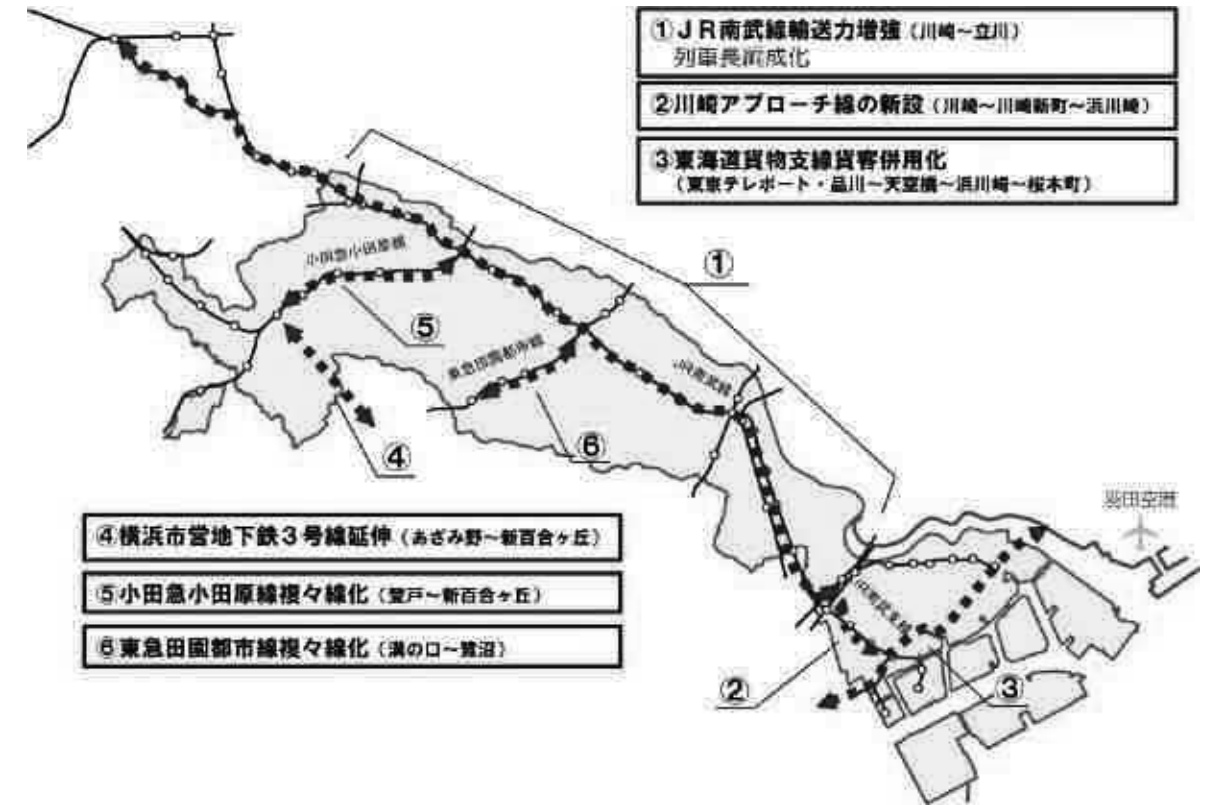 ①JR南武線輸送力増強(川崎～立川)
列車長編成化
②川崎アプローチ線の新設(川崎～川崎新町～浜川崎)
③東海道貨物支線貨客併用化
(東京テレポート・品川～天空橋～浜川崎～桜木町)
①
小田急小田原線
⑤
東急田園都市線
JR南武線
④
⑥
羽田空港
④横浜市営地下鉄3号線延伸(あざみ野～新百合ヶ丘)
⑤小田急小田原線複々線化(登戸～新百合ヶ丘)
⑥東急田園都市線複々線化(溝の口～鷺沼)
JR南武支線
②
③